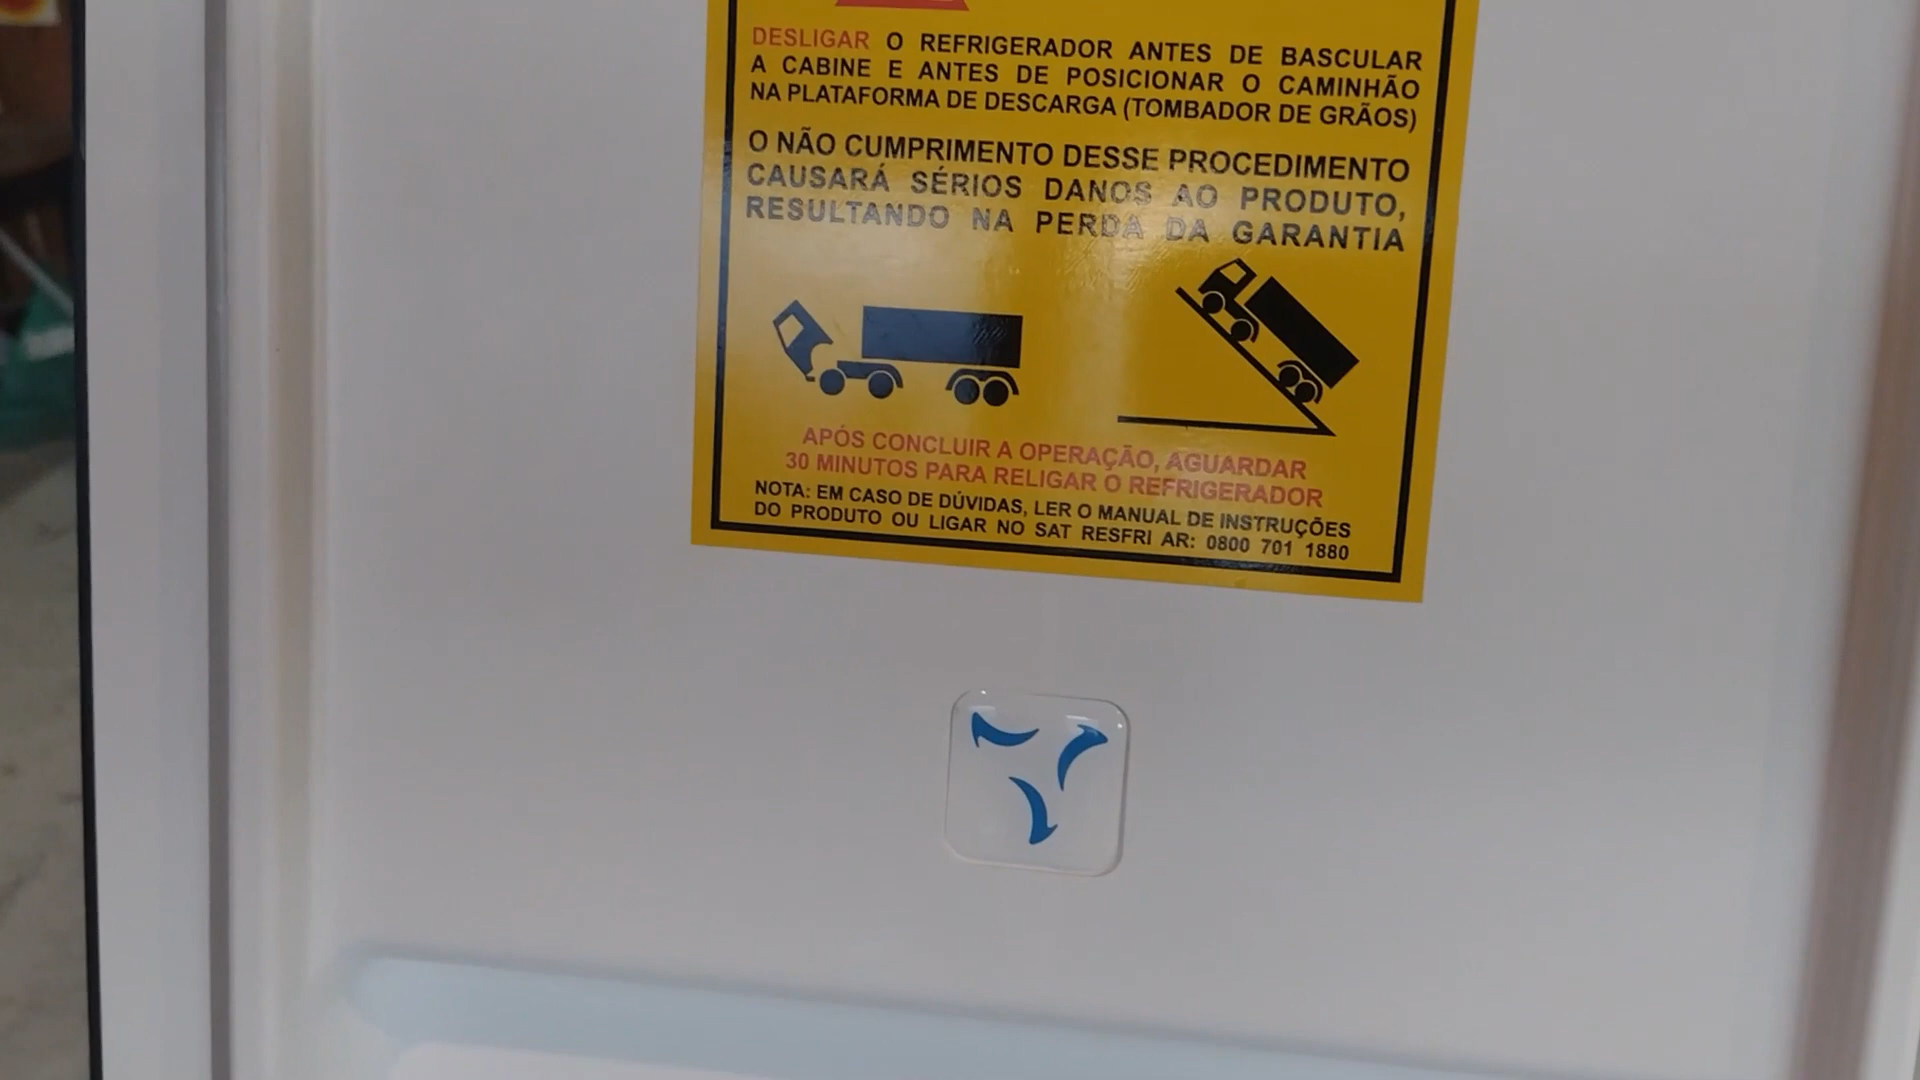 DESLIGAR O REFRIGERADOR ANTES DE BASCULAR
A CABINE E ANTES DE POSICIONAR O CAMINHÃO
NA PLATAFORMA DE DESCARGA (TOMBADOR DE GRÃOS)
O NÃO CUMPRIMENTO DESSE PROCEDIMENTO
CAUSARÁ SÉRIOS DANOS AO PRODUTO,
RESULTANDO NA PERDA DA GARANTIA
APÓS CONCLUIR A OPERAÇÃO, AGUARDAR
30 MINUTOS PARA RELIGAR O REFRIGERADOR
NOTA: EM CASO DE DÚVIDAS, LER O MANUAL DE INSTRUÇÕES
DO PRODUTO OU LIGAR NO SAT RESFRI AR: 0800 701 1880